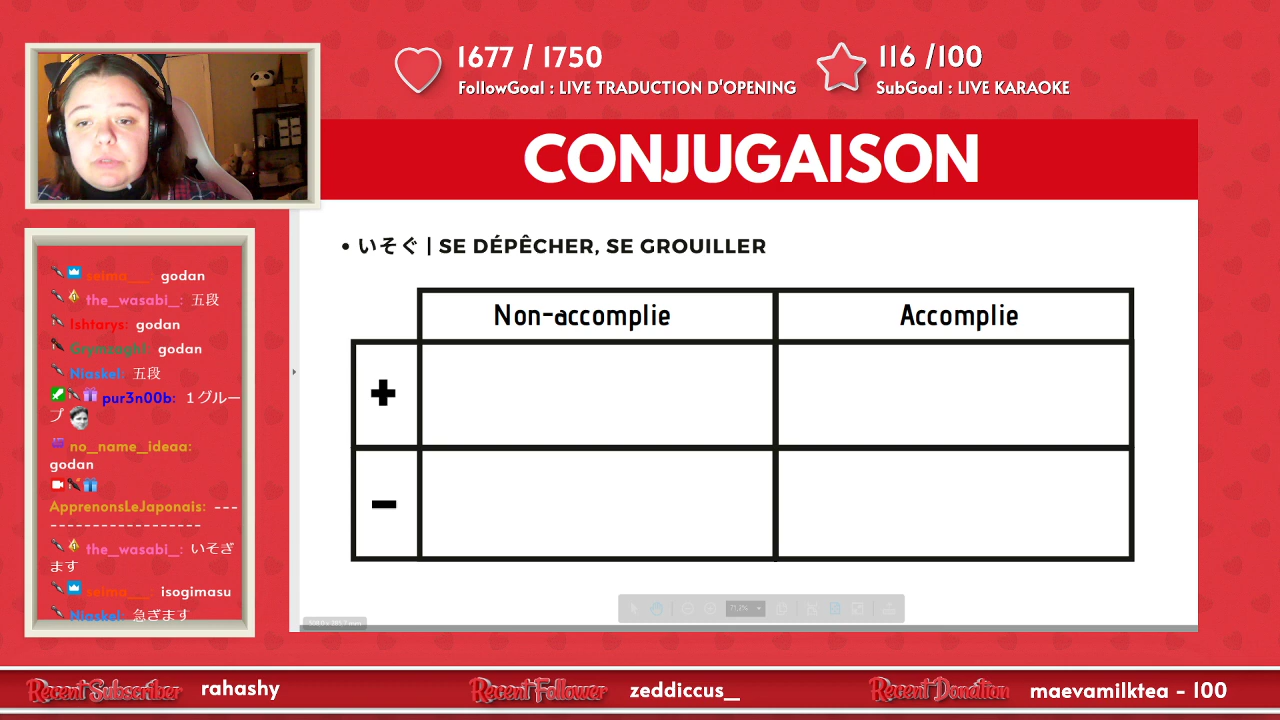 1677 / 1750
FollowGoal : LIVE TRADUCTION D'OPENING
116 /100
SubGoal : LIVE KARAOKE
CONJUGAISON
• いそぐ | SE DÉPÊCHER, SE GROUILLER
Non-accomplie
Accomplie
+
−
seima___: godan
the_wasabi_: 五段
Ishtarys: godan
Grymzaght: godan
Niaskel: 五段
pur3n00b: 1グルー
プ
no_name_ideaa:
godan
ApprenonsLeJaponais: ---
------------------
the_wasabi_: いそぎ
ます
seima___: isogimasu
Niaskel: 急ぎます
71,7%
Recent Subscriber rahashy
Recent Follower zeddiccus_
Recent Donation maevamilktea - 100